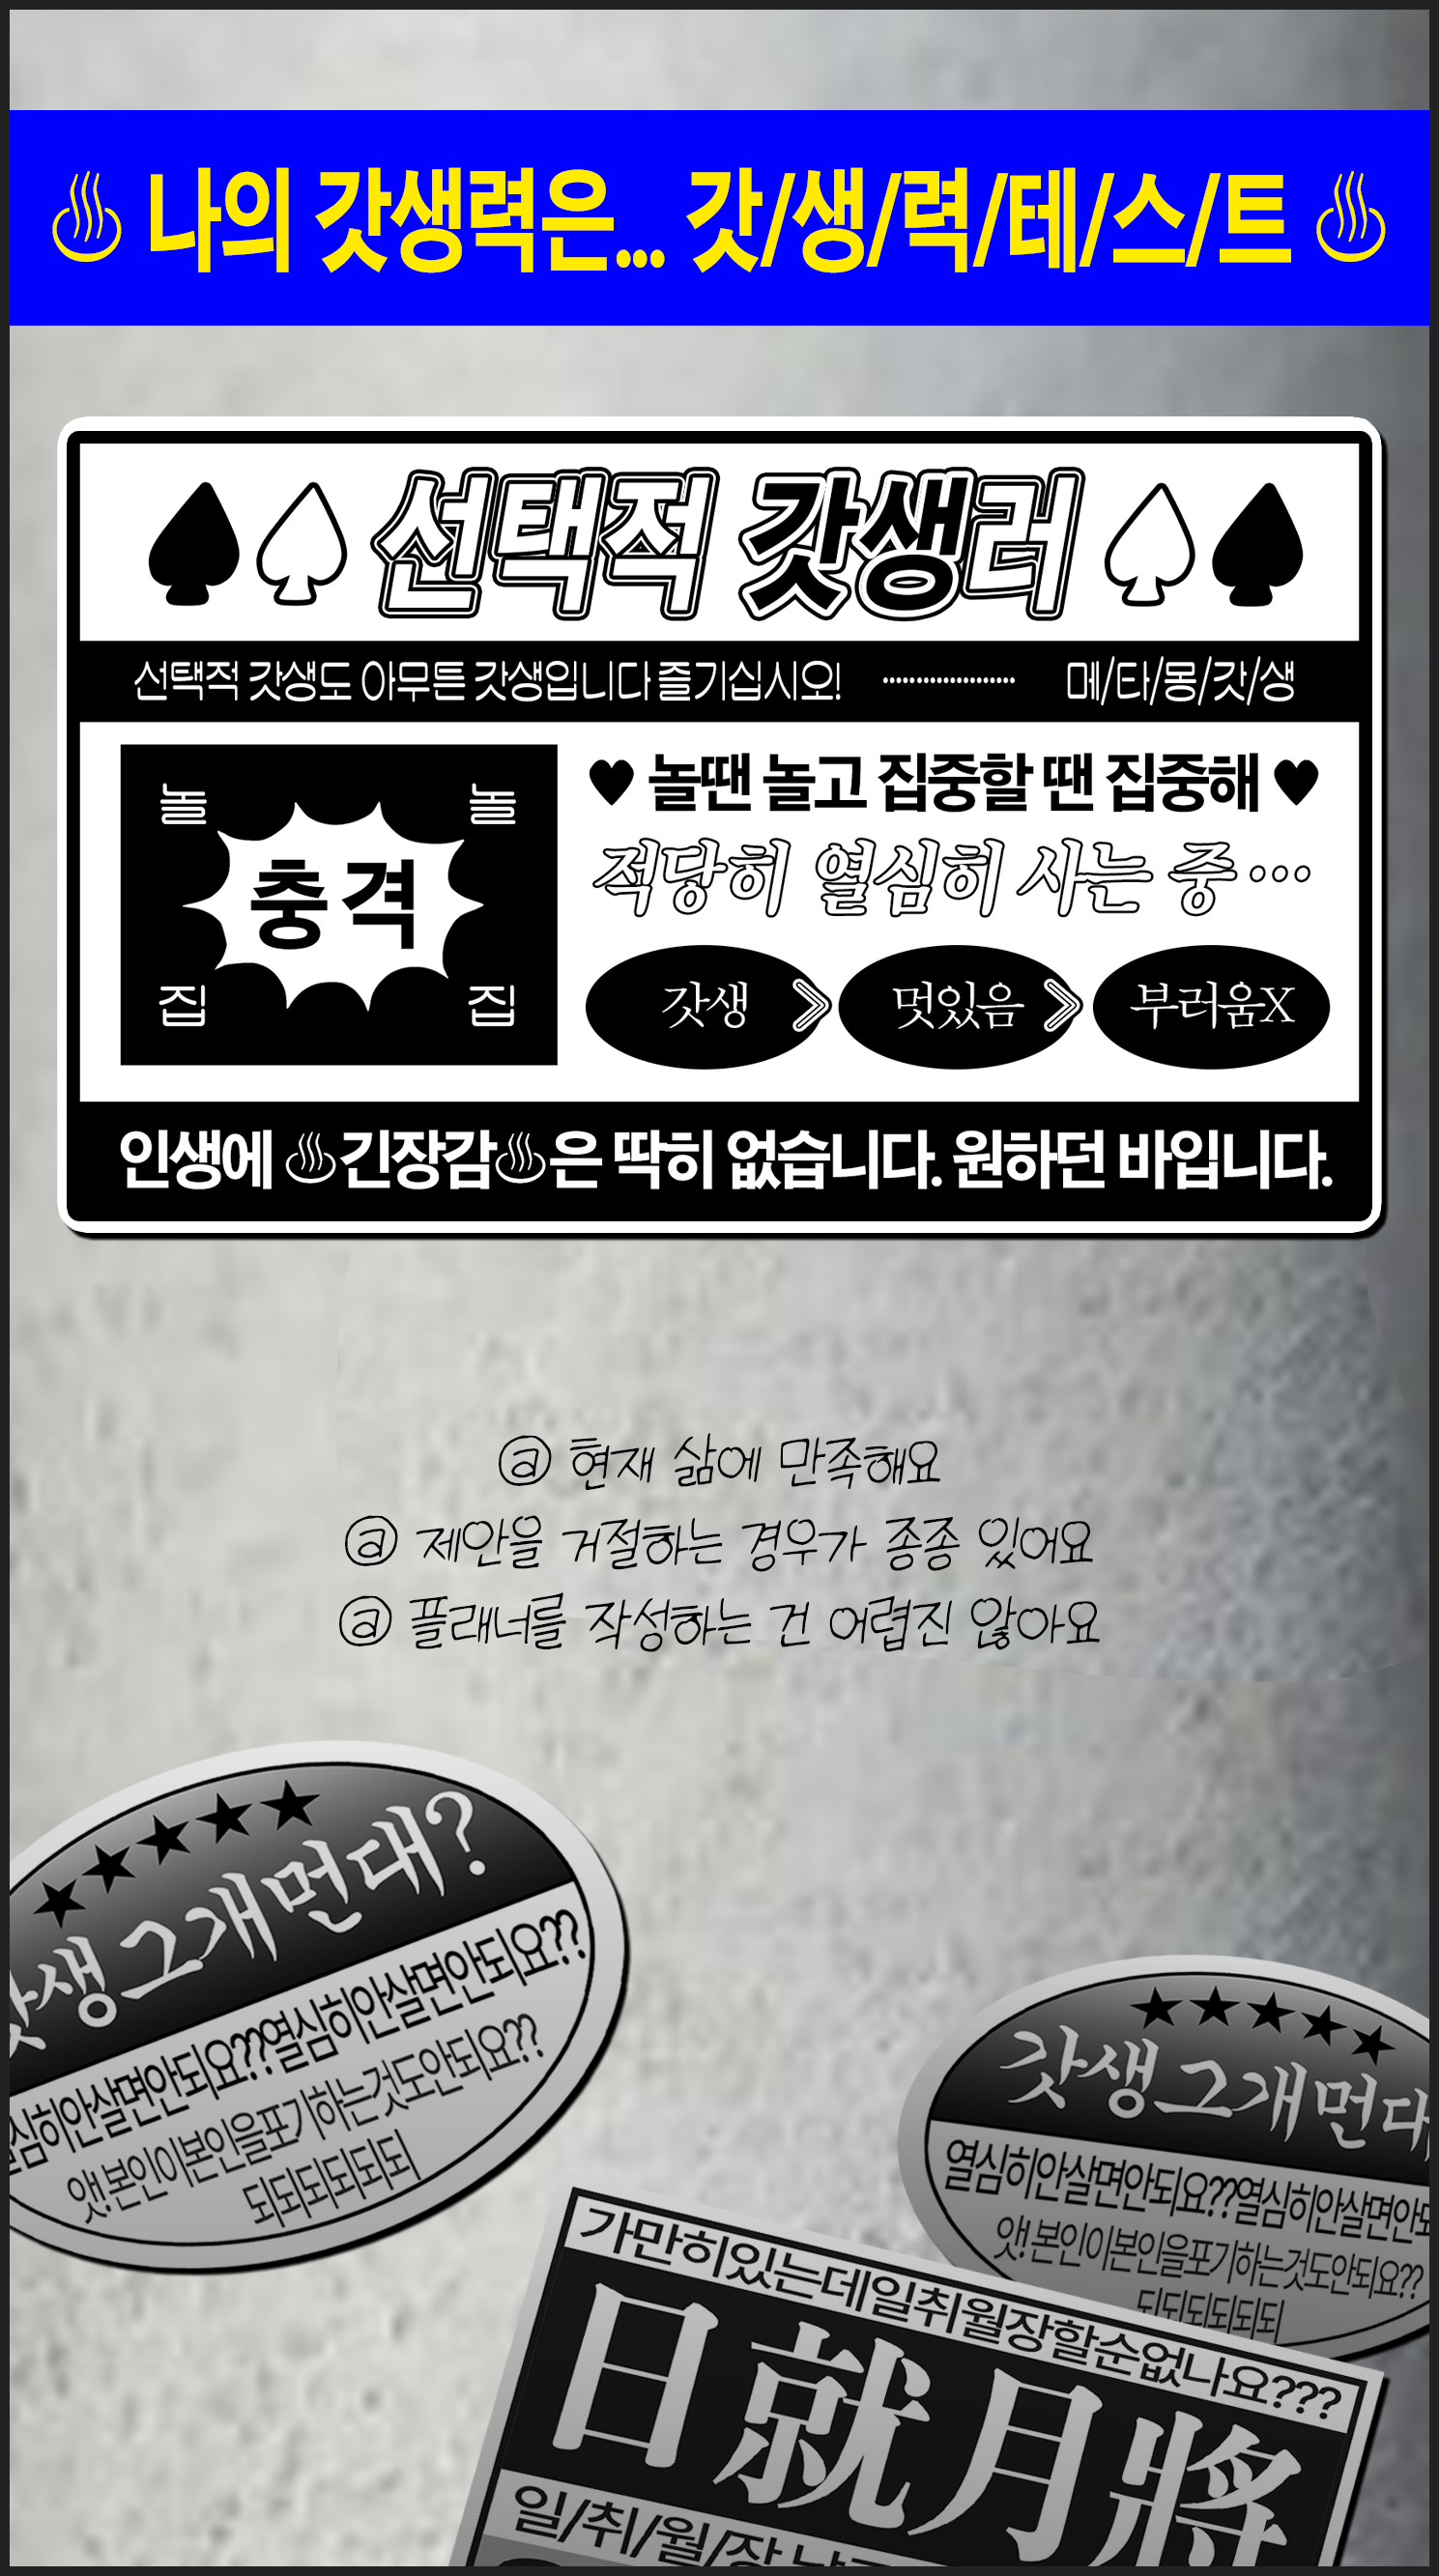 ♨ 나의 갓생력은... 갓/생/력/테/스/트 ♨
선택적 갓생러
선택적 갓생도 아무튼 갓생입니다 즐기십시오! ···················· 메/타/몽/갓/생
놀 놀
충격
집 집
♥ 놀땐 놀고 집중할 땐 집중해 ♥
적당히 열심히 사는 중···
갓생 > 멋있음 > 부러움X
인생에 ♨긴장감♨은 딱히 없습니다. 원하던 바입니다.
@ 현재 삶에 만족해요
@ 제안을 거절하는 경우가 종종 있어요
@ 플래너를 작성하는 건 어렵진 않아요
★★★★★
갓생 그개 먼대?
심히안살면안되요??열심히안살면안되요??
앳!본인이본인을포기하는것도안되요??
되되되되되되
★★★★★
갓생 그개 먼대
열심히안살면안되요??열심히안살면안되
앳!본인이본인을포기하는것도안되요??
되되되되되되
가만히있는데일취월장할순없나요???
日就月將
일/취/월/장